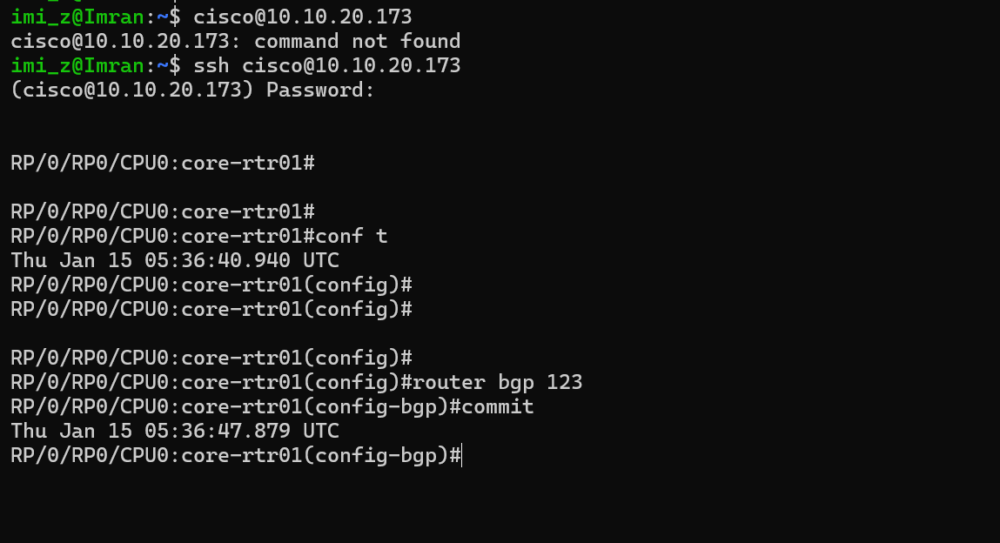 imi_z@Imran:~$ cisco@10.10.20.173
cisco@10.10.20.173: command not found
imi_z@Imran:~$ ssh cisco@10.10.20.173
(cisco@10.10.20.173) Password:
RP/0/RP0/CPU0:core-rtr01#
RP/0/RP0/CPU0:core-rtr01#
RP/0/RP0/CPU0:core-rtr01#conf t
Thu Jan 15 05:36:40.940 UTC
RP/0/RP0/CPU0:core-rtr01(config)#
RP/0/RP0/CPU0:core-rtr01(config)#
RP/0/RP0/CPU0:core-rtr01(config)#
RP/0/RP0/CPU0:core-rtr01(config)#router bgp 123
RP/0/RP0/CPU0:core-rtr01(config-bgp)#commit
Thu Jan 15 05:36:47.879 UTC
RP/0/RP0/CPU0:core-rtr01(config-bgp)#